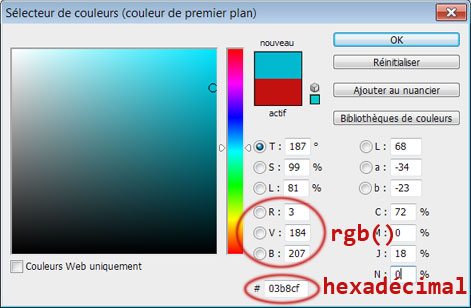 Sélecteur de couleurs (couleur de premier plan)
nouveau
actif
OK
Réinitialiser
Ajouter au nuancier
Bibliothèques de couleurs
T : 187 °
L : 68
S : 99 %
a : -34
L : 81 %
b : -23
R : 3
C : 72 %
V : 184
rgb()
0 %
B : 207
J : 18 %
Couleurs Web uniquement
N : 0 %
# 03b8cf
hexadecimal